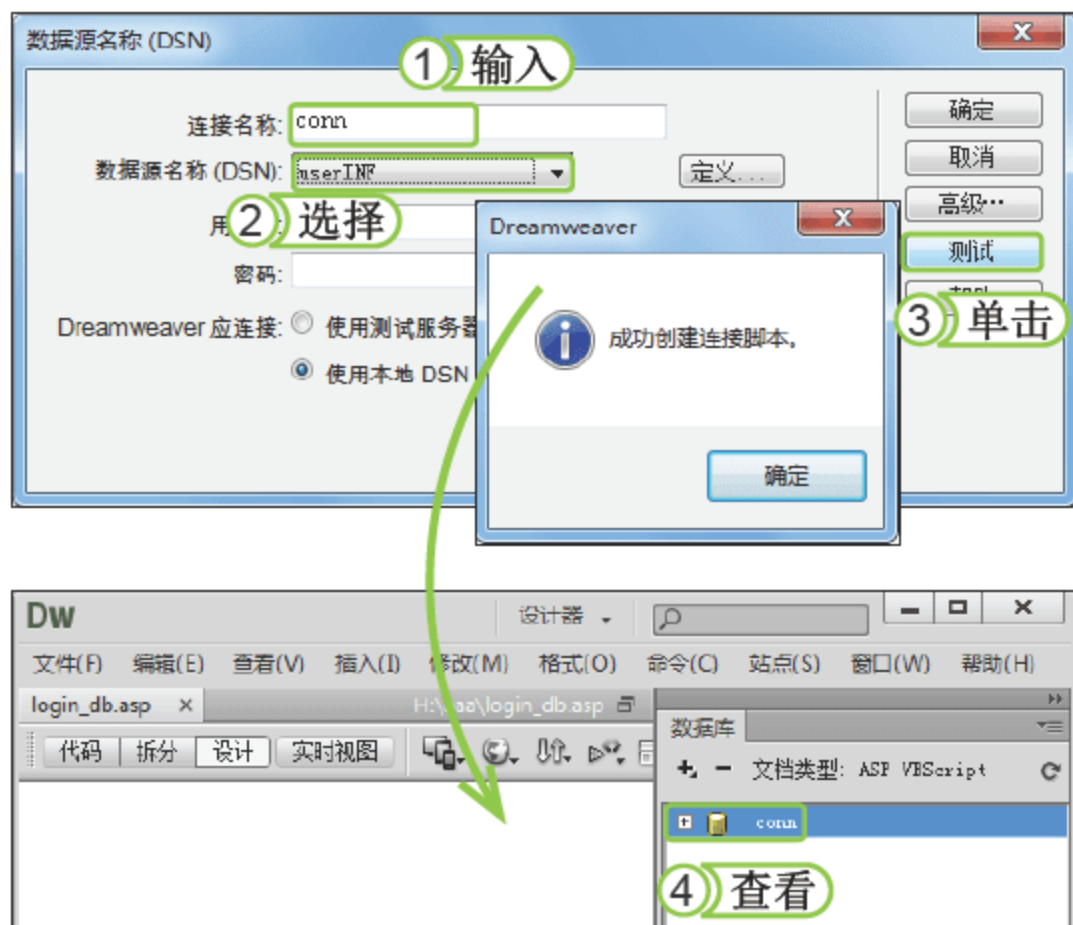 数据源名称 (DSN)
① 输入
连接名称: conn
确定
数据源名称 (DSN): userINF
定义...
取消
② 选择
用
高级…
Dreamweaver
测试
密码:
③ 单击
Dreamweaver 应连接: 使用测试服务器
成功创建连接脚本。
使用本地 DSN
确定
Dw
设计器
文件(F) 编辑(E) 查看(V) 插入(I) 修改(M) 格式(O) 命令(C) 站点(S) 窗口(W) 帮助(H)
login_db.asp × login_db.asp
数据库
代码 拆分 设计 实时视图
文档类型: ASP VBScript
conn
④ 查看